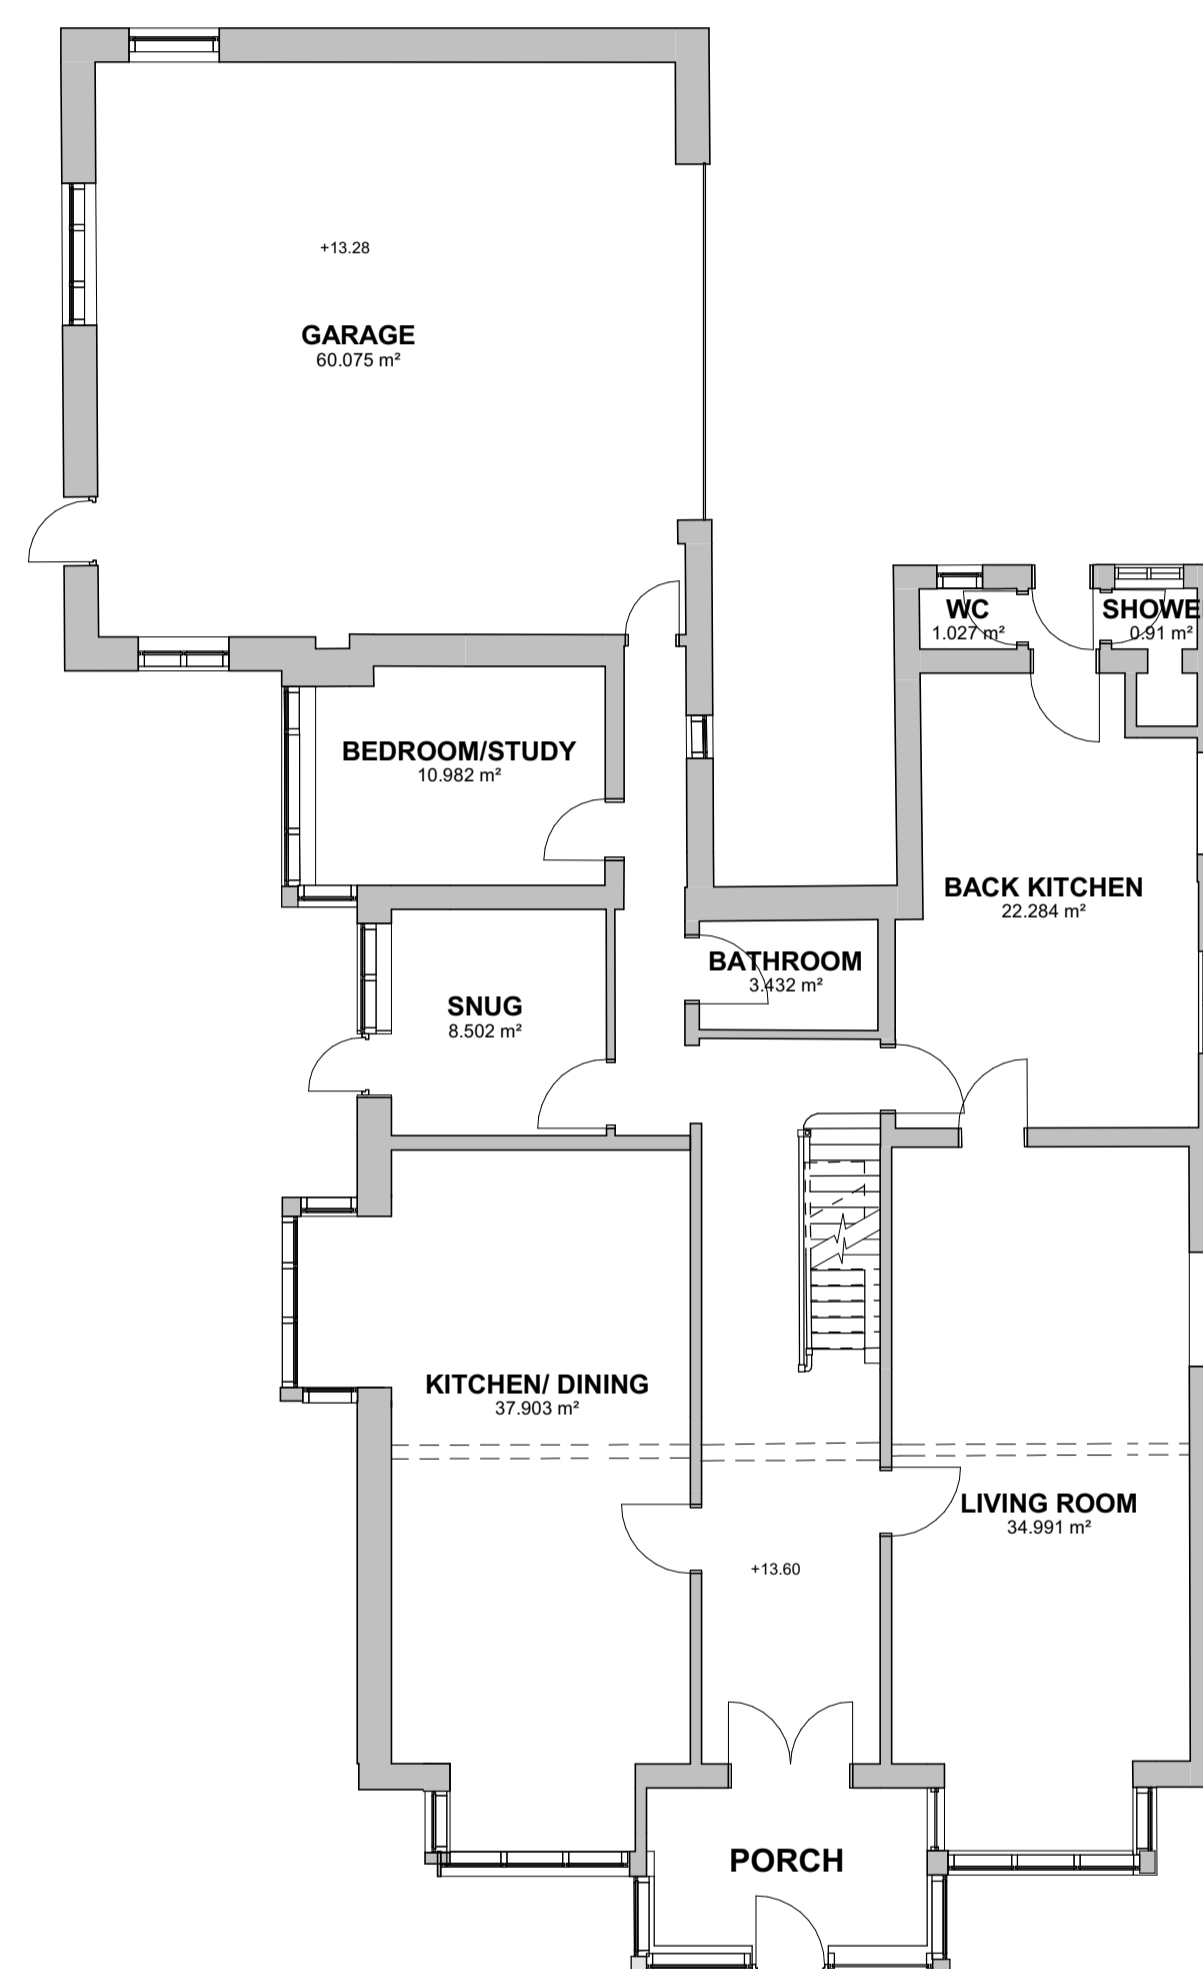 +13.28
GARAGE
60.075 m²
WC
1.027 m²
SHOWE
0.91 m²
BEDROOM/STUDY
10.982 m²
BACK KITCHEN
22.284 m²
BATHROOM
3.432 m²
SNUG
8.502 m²
KITCHEN/ DINING
37.903 m²
LIVING ROOM
34.991 m²
+13.60
PORCH